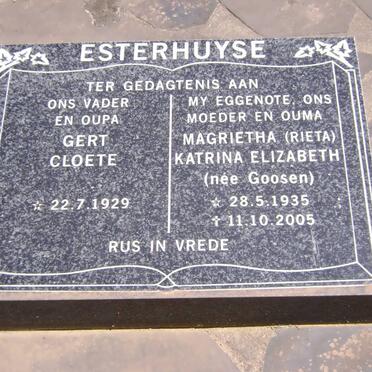 ESTERHUYSE
TER GEDAGTENIS AAN
ONS VADER
EN OUPA
GERT
CLOETE
☆ 22.7.1929
MY EGGENOTE, ONS
MOEDER EN OUMA
MAGRIETHA (RIETA)
KATRINA ELIZABETH
(née Goosen)
☆ 28.5.1935
✝ 11.10.2005
RUS IN VREDE